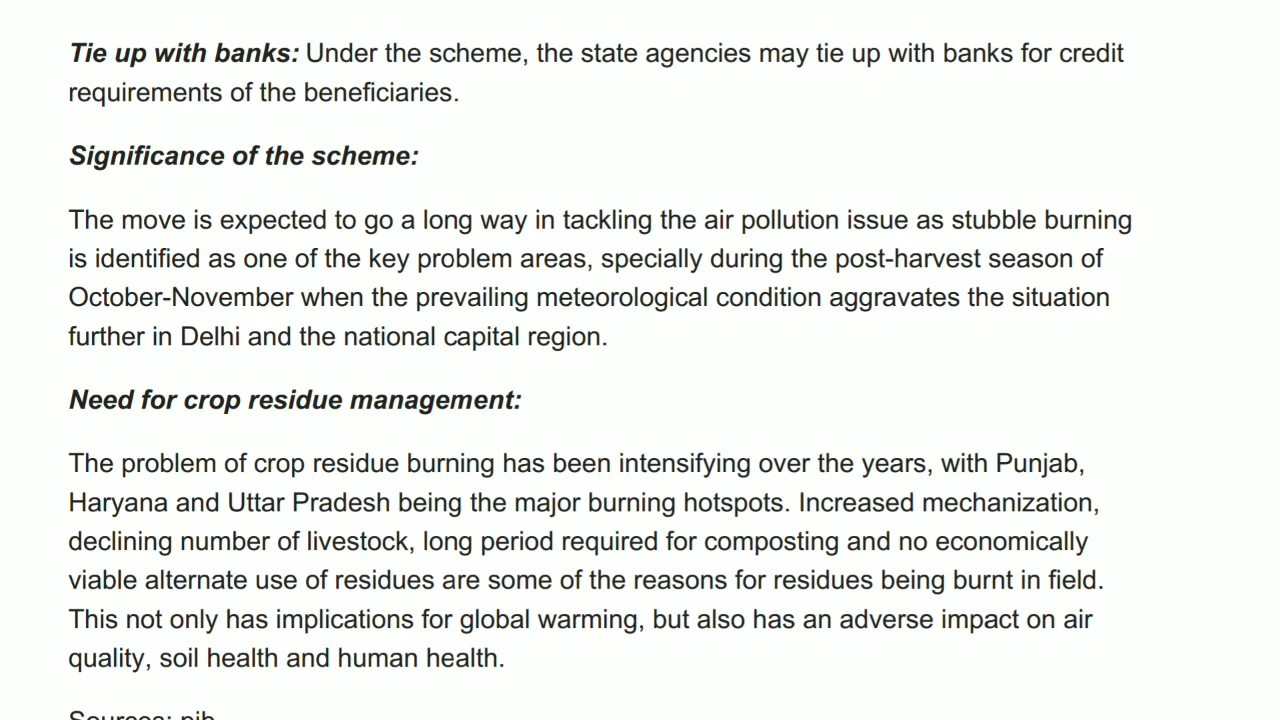 Tie up with banks: Under the scheme, the state agencies may tie up with banks for credit
requirements of the beneficiaries.
Significance of the scheme:
The move is expected to go a long way in tackling the air pollution issue as stubble burning
is identified as one of the key problem areas, specially during the post-harvest season of
October-November when the prevailing meteorological condition aggravates the situation
further in Delhi and the national capital region.
Need for crop residue management:
The problem of crop residue burning has been intensifying over the years, with Punjab,
Haryana and Uttar Pradesh being the major burning hotspots. Increased mechanization,
declining number of livestock, long period required for composting and no economically
viable alternate use of residues are some of the reasons for residues being burnt in field.
This not only has implications for global warming, but also has an adverse impact on air
quality, soil health and human health.
Sources: pib